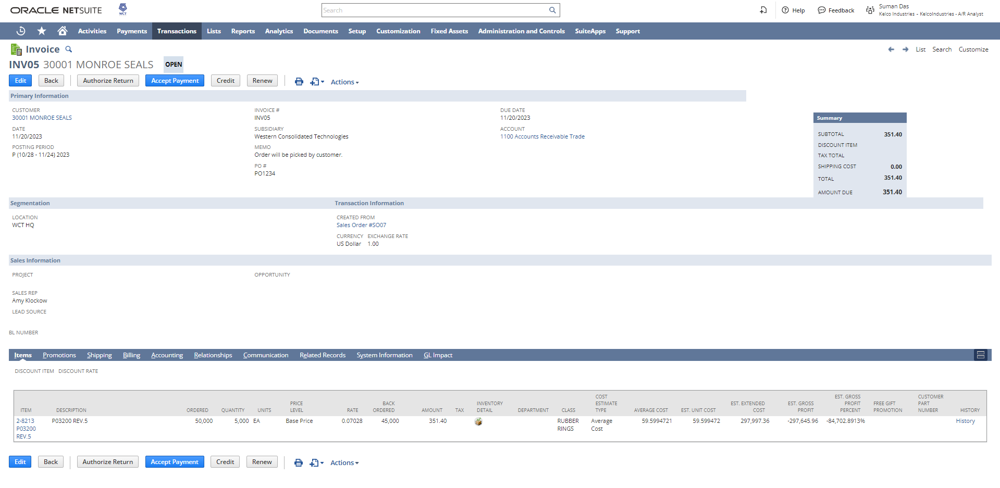 ORACLE NETSUITE
WCT
Search
Help
Feedback
Suman Das
Kelco Industries - KelcoIndustries - A/R Analyst
Activities Payments Transactions Lists Reports Analytics Documents Setup Customization Fixed Assets Administration and Controls SuiteApps Support
Invoice
List Search Customize
INV05 30001 MONROE SEALS OPEN
Edit Back Authorize Return Accept Payment Credit Renew Actions
Primary Information
CUSTOMER
30001 MONROE SEALS
DATE
11/20/2023
POSTING PERIOD
P (10/28 - 11/24) 2023
INVOICE #
INV05
SUBSIDIARY
Western Consolidated Technologies
MEMO
Order will be picked by customer.
PO #
PO1234
DUE DATE
11/20/2023
ACCOUNT
1100 Accounts Receivable Trade
Summary
SUBTOTAL 351.40
DISCOUNT ITEM
TAX TOTAL
SHIPPING COST 0.00
TOTAL 351.40
AMOUNT DUE 351.40
Segmentation
LOCATION
WCT HQ
Transaction Information
CREATED FROM
Sales Order #SO07
CURRENCY EXCHANGE RATE
US Dollar 1.00
Sales Information
PROJECT
OPPORTUNITY
SALES REP
Amy Klockow
LEAD SOURCE
BL NUMBER
Items Promotions Shipping Billing Accounting Relationships Communication Related Records System Information GL Impact
DISCOUNT ITEM DISCOUNT RATE
ITEM DESCRIPTION ORDERED QUANTITY UNITS PRICE LEVEL RATE BACK ORDERED AMOUNT TAX INVENTORY DETAIL DEPARTMENT CLASS COST ESTIMATE TYPE AVERAGE COST EST. UNIT COST EST. EXTENDED COST EST. GROSS PROFIT EST. GROSS PROFIT PERCENT FREE GIFT PROMOTION CUSTOMER PART NUMBER HISTORY
2-8213 P03200 REV.5 P03200 REV.5 50,000 5,000 EA Base Price 0.07028 45,000 351.40 RUBBER RINGS Average Cost 59.5994721 59.599472 297,997.36 -297,645.96 -84,702.8913% History
Edit Back Authorize Return Accept Payment Credit Renew Actions